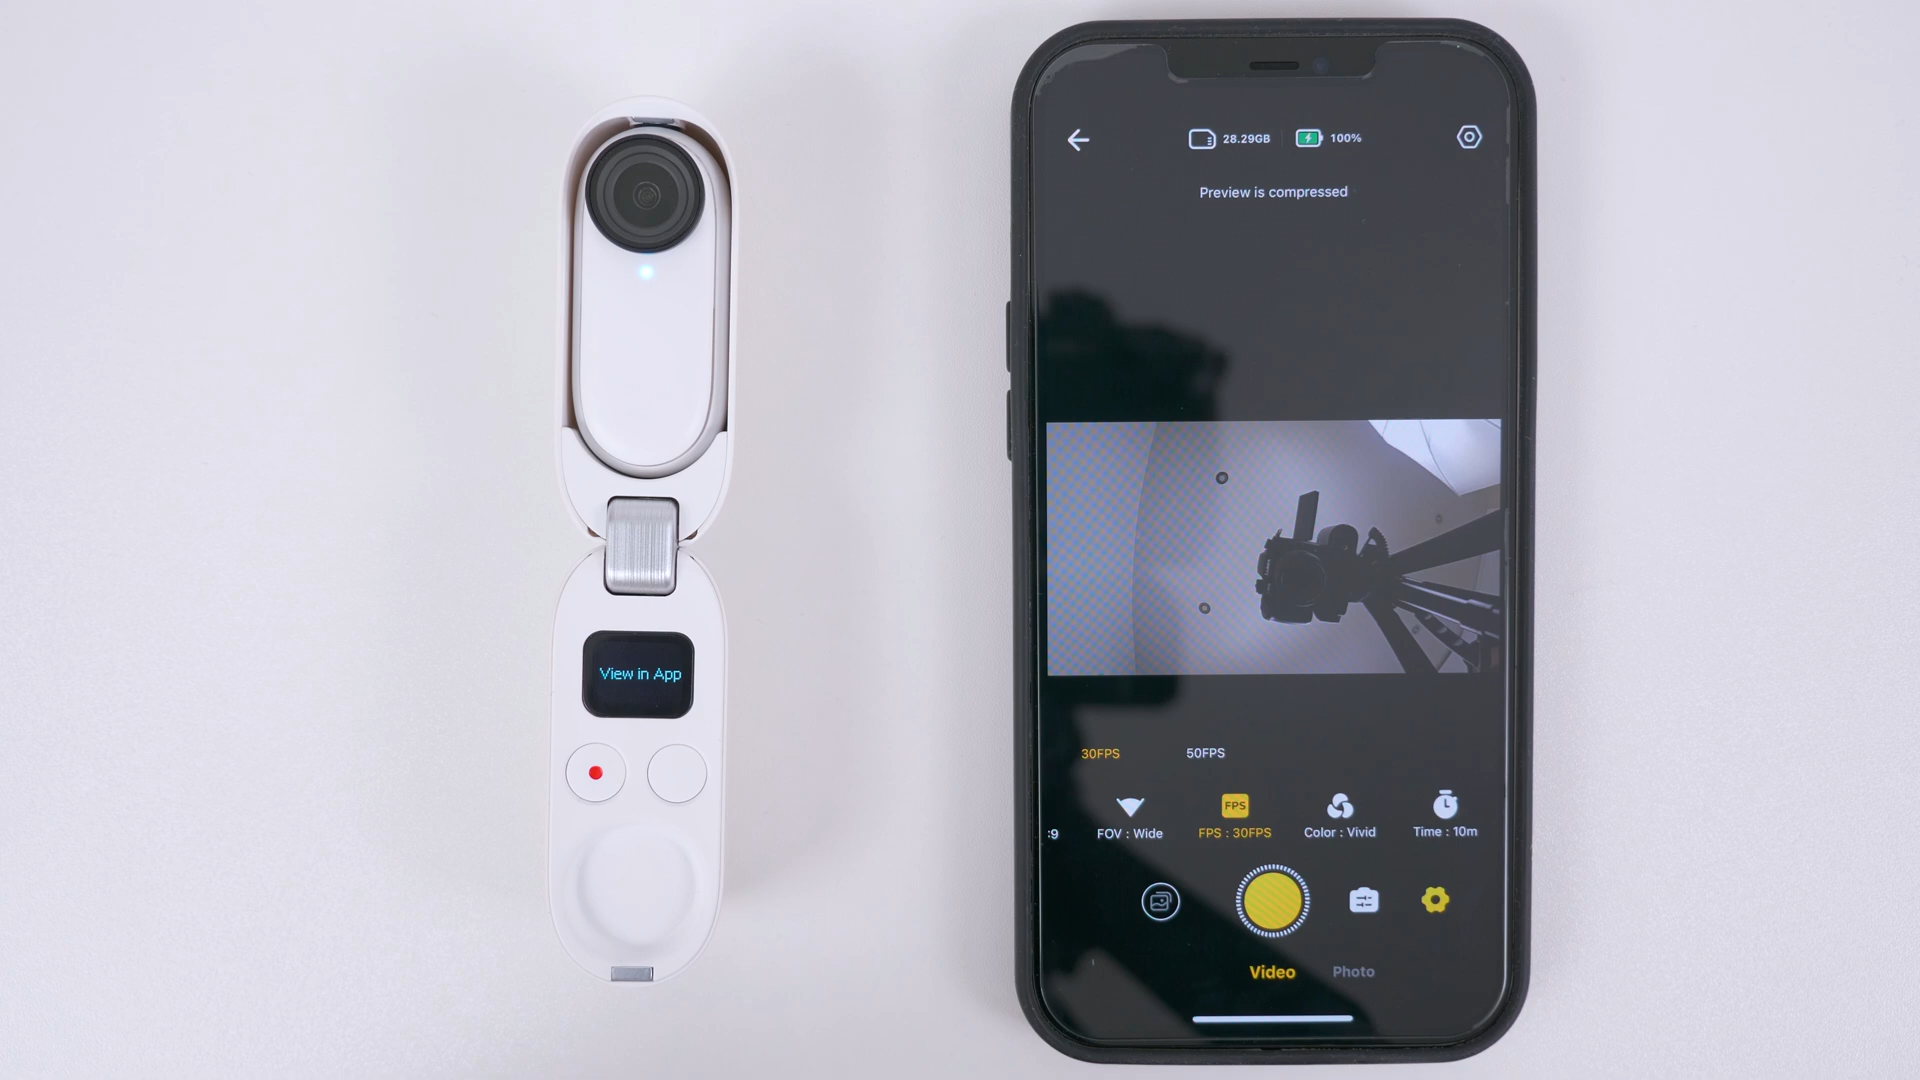 28.29GB 100%
Preview is compressed
View in App
30FPS 50FPS
FPS
:9 FOV : Wide FPS : 30FPS Color : Vivid Time : 10m
Video Photo